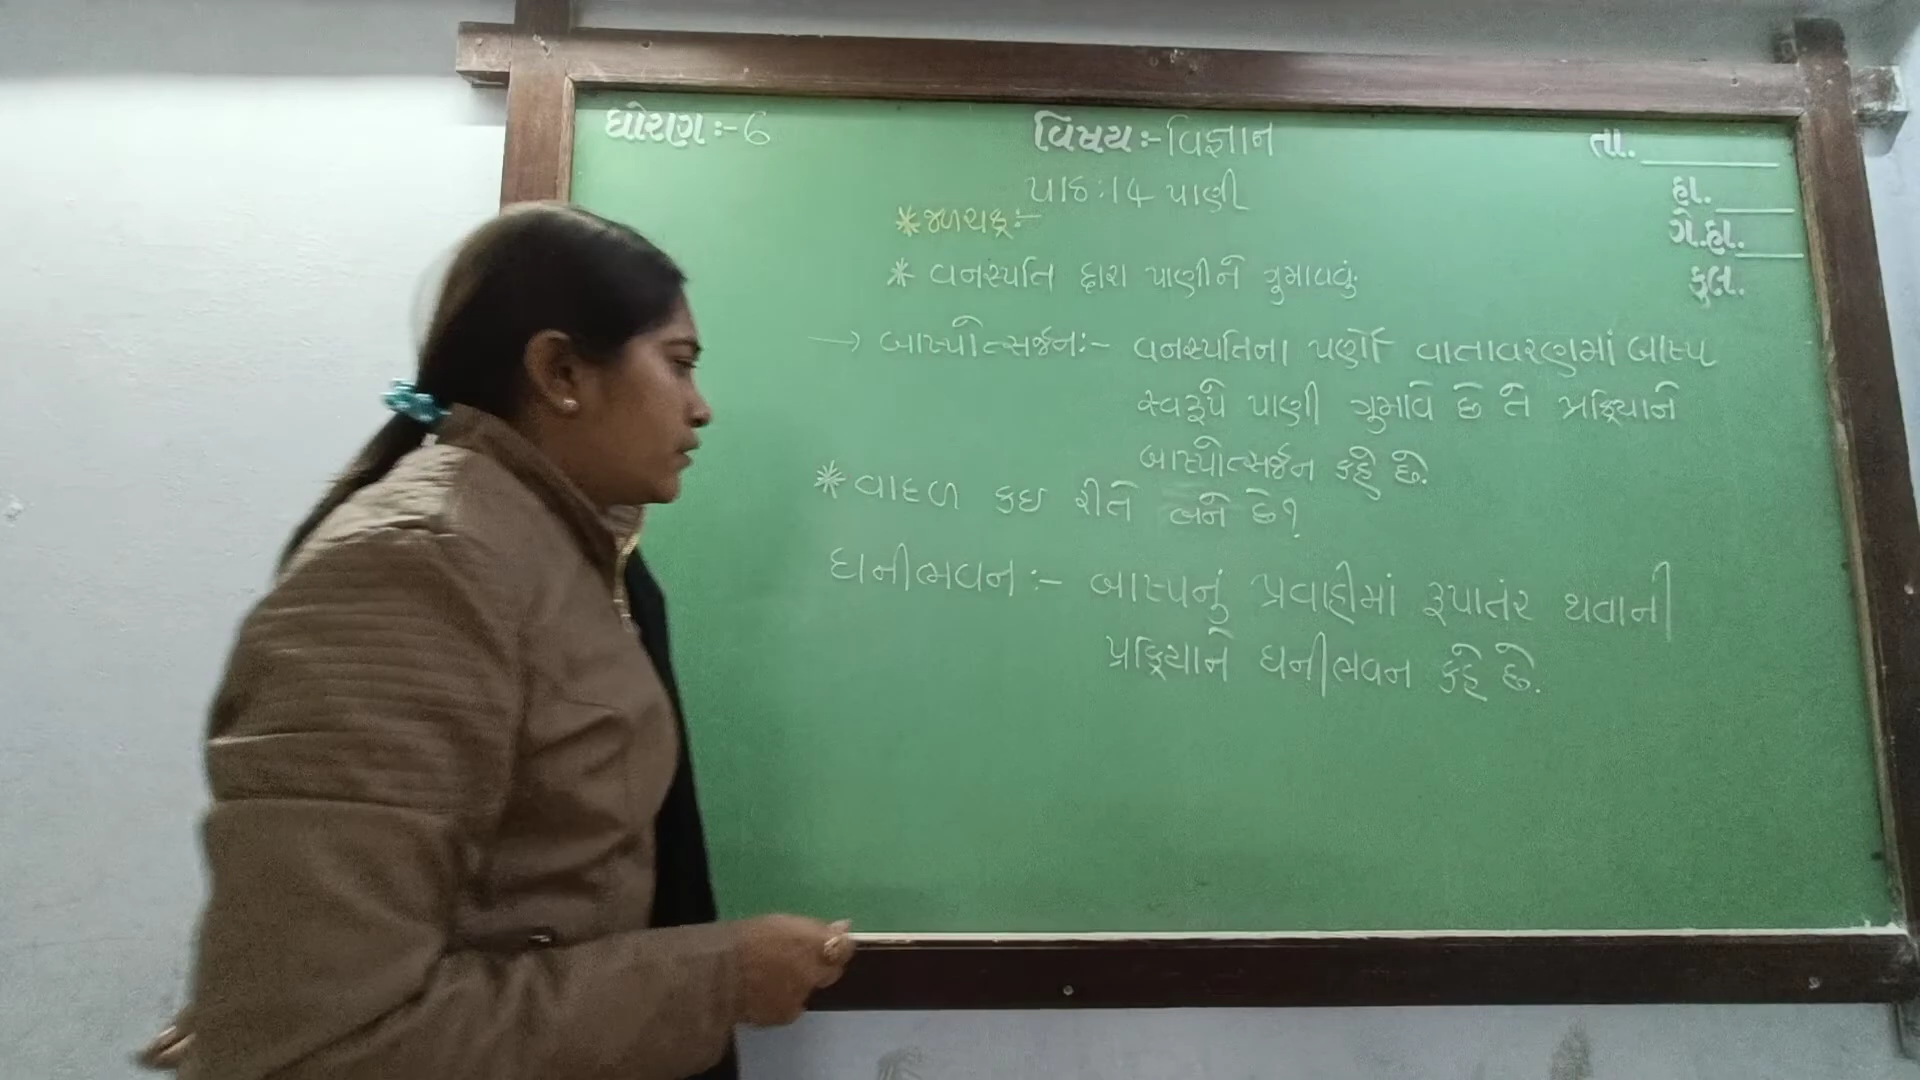 ધોરણ:-6 વિષય:-વિજ્ઞાન તા.
પાઠ:14 પાણી હા.
*જળચક્ર:- ગે.હા.
* વનસ્પતિ દ્વારા પાણીને ગુમાવવું કુલ.
→ બાષ્પોત્સર્જન:- વનસ્પતિના પર્ણો વાતાવરણમાં બાષ્પ
સ્વરૂપે પાણી ગુમાવે છે તે પ્રક્રિયાને
બાષ્પોત્સર્જન કહે છે.
*વાદળ કઇ રીતે બને છે?
ઘનીભવન:- બાષ્પનું પ્રવાહીમાં રૂપાતંર થવાની
પ્રક્રિયાને ઘનીભવન કહે છે.